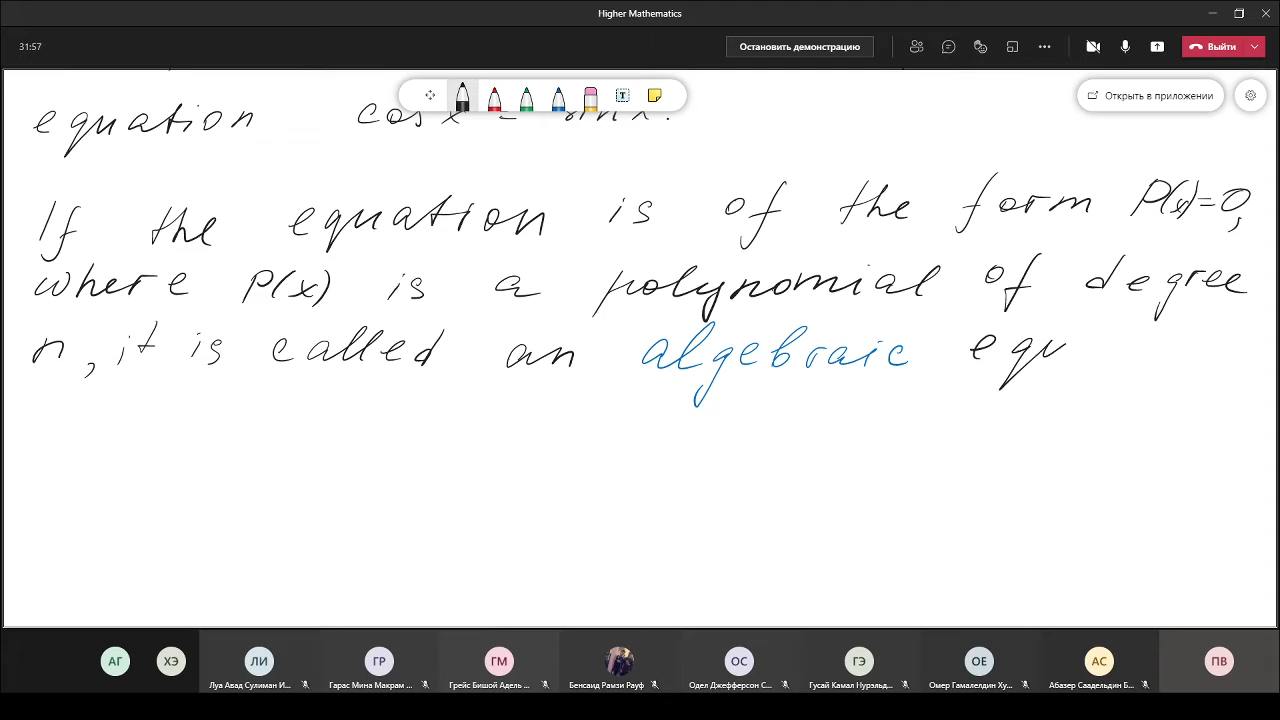 Higher Mathematics
31:57
Остановить демонстрацию
Выйти
T
Открыть в приложении
equation cos x = sin x.
If the equation is of the form P(x)=0,
where P(x) is a polynomial of degree
n, it is called an algebraic equ
АГ
ХЭ
ЛИ
ГР
ГМ
ОС
ГЭ
ОЕ
АС
ПВ
Луа Авад Сулиман И...
Гарас Мина Макрам ...
Грейс Бишой Адель ...
Бенсаид Рамзи Рауф
Одел Джефферсон С...
Гусай Камал Нурэльд...
Омер Гамалелдин Ху...
Абазер Саадельдин Б...